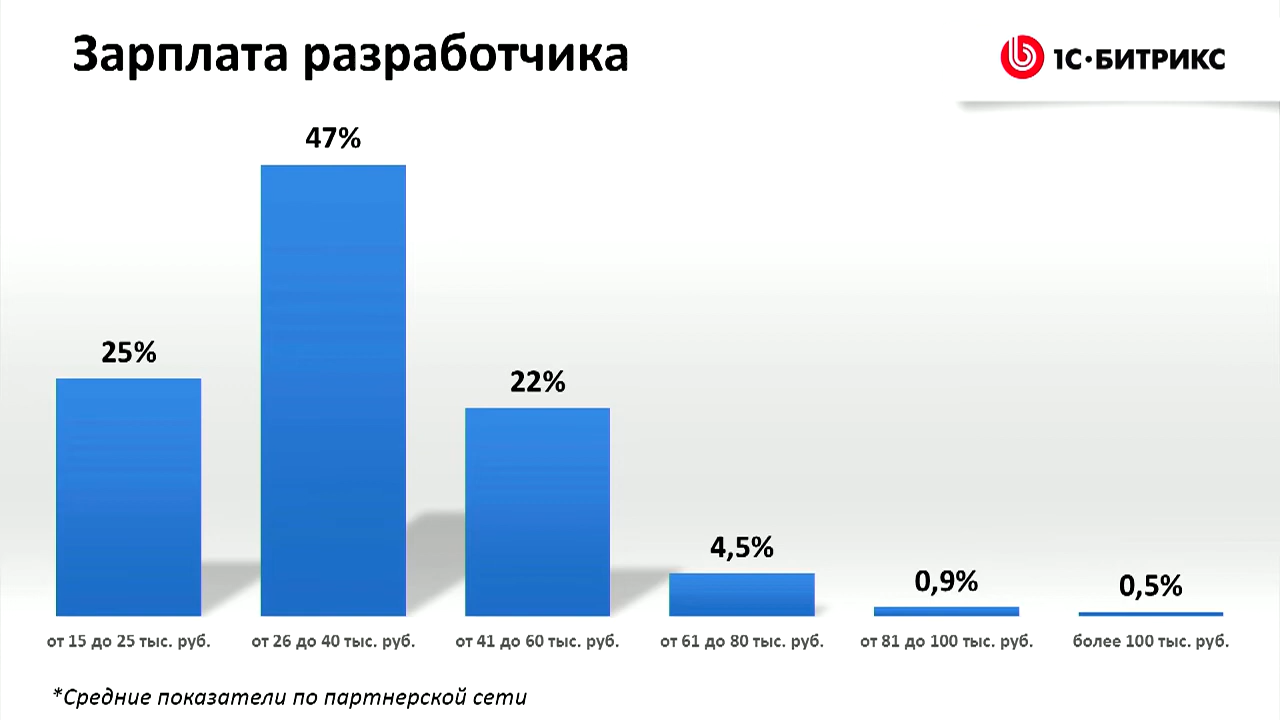 Зарплата разработчика
1С·БИТРИКС
47%
25%
22%
4,5%
0,9%
0,5%
от 15 до 25 тыс. руб.
от 26 до 40 тыс. руб.
от 41 до 60 тыс. руб.
от 61 до 80 тыс. руб.
от 81 до 100 тыс. руб.
более 100 тыс. руб.
*Средние показатели по партнерской сети